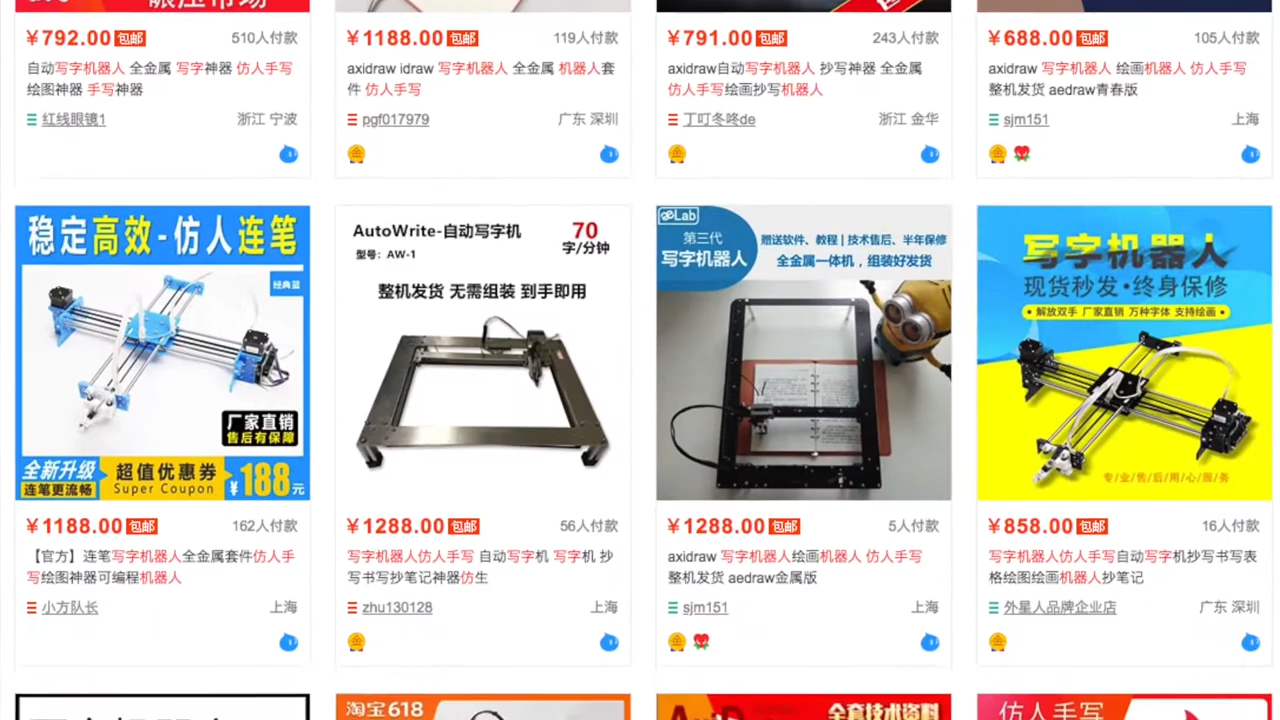 ¥792.00 包邮 510人付款
自动写字机器人 全金属 写字神器 仿人手写
绘图神器 手写神器
红线眼镜1 浙江 宁波
¥1188.00 包邮 119人付款
axidraw idraw 写字机器人 全金属 机器人套
件 仿人手写
pgf017979 广东 深圳
¥791.00 包邮 243人付款
axidraw自动写字机器人 抄写神器 全金属
仿人手写绘画抄写机器人
丁叮冬咚de 浙江 金华
¥688.00 包邮 105人付款
axidraw 写字机器人 绘画机器人 仿人手写
整机发货 aedraw青春版
sjm151 上海
稳定高效-仿人连笔
经典蓝
厂家直销
售后有保障
全新升级
连笔更流畅
超值优惠券
Super Coupon
¥188元
¥1188.00 包邮 162人付款
【官方】连笔写字机器人全金属套件仿人手
写绘图神器可编程机器人
小方队长 上海
AutoWrite-自动写字机
型号：AW-1
70
字/分钟
整机发货 无需组装 到手即用
¥1288.00 包邮 56人付款
写字机器人仿人手写 自动写字机 写字机 抄
写书写抄笔记神器仿生
zhu130128 上海
Lab
第三代
写字机器人
赠送软件、教程 | 技术售后、半年保修
全金属一体机，组装好发货
¥1288.00 包邮 5人付款
axidraw 写字机器人绘画机器人 仿人手写
整机发货 aedraw金属版
sjm151 上海
写字机器人
现货秒发·终身保修
解放双手 厂家直销 万种字体 支持绘画
专/业/售/后/用/心/服/务
¥858.00 包邮 16人付款
写字机器人仿人手写自动写字机抄写书写表
格绘图绘画机器人抄笔记
外星人品牌企业店 广东 深圳
淘宝618
全套技术资料
仿人手写